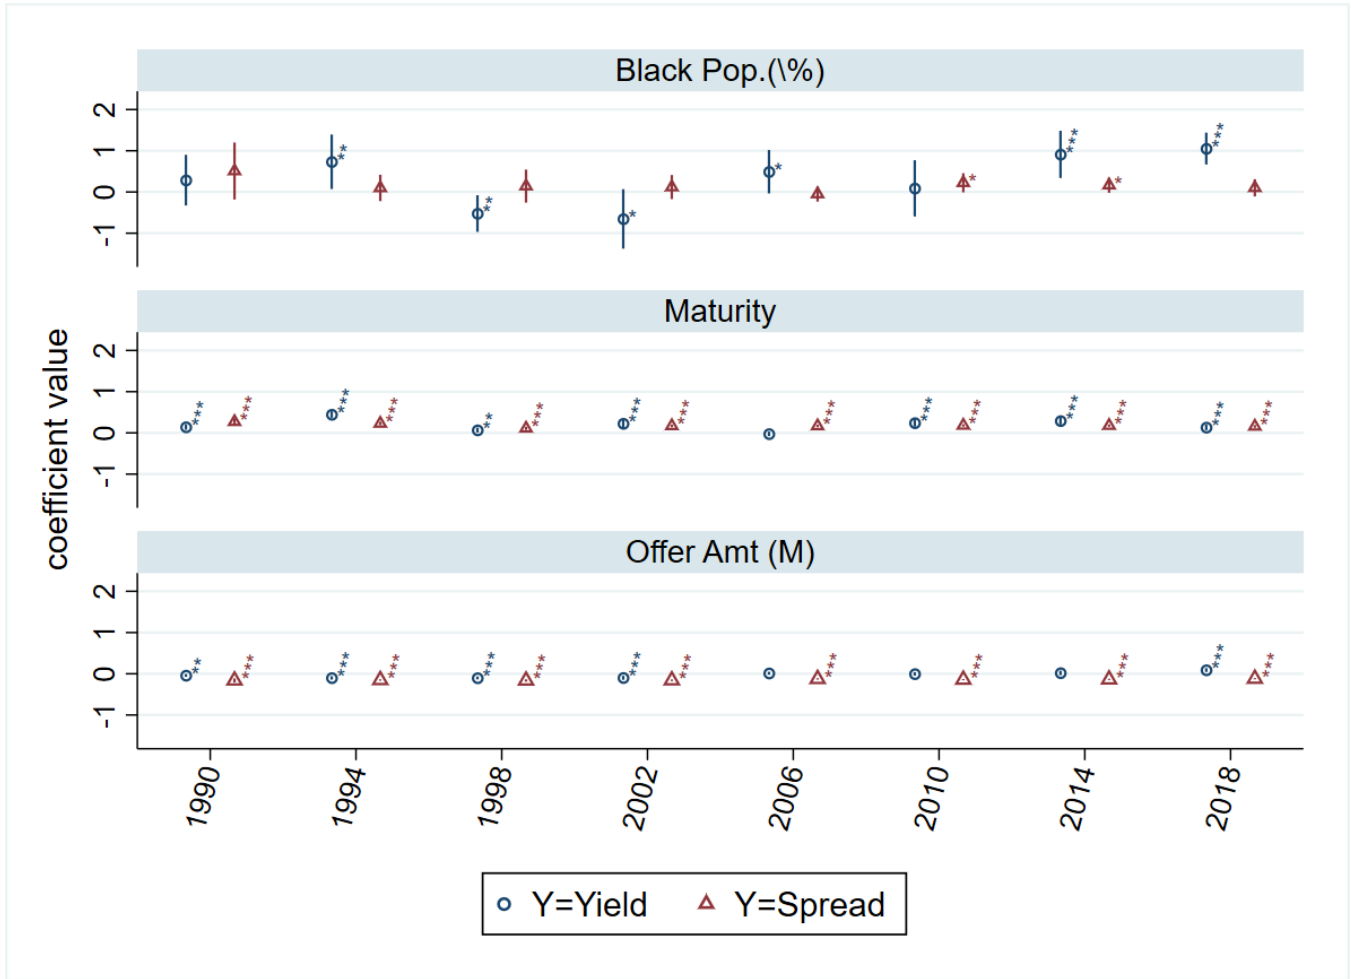 Black Pop.(\%)
2
1 ** *** ***
0 * * *
-1 ** *
Maturity
coefficient value
2
1
0 *** *** *** *** ** *** *** *** *** *** *** *** *** *** ***
-1
Offer Amt (M)
2
1
0 ** *** *** *** *** *** *** *** *** *** *** *** ***
-1
1990 1994 1998 2002 2006 2010 2014 2018
Y=Yield Y=Spread